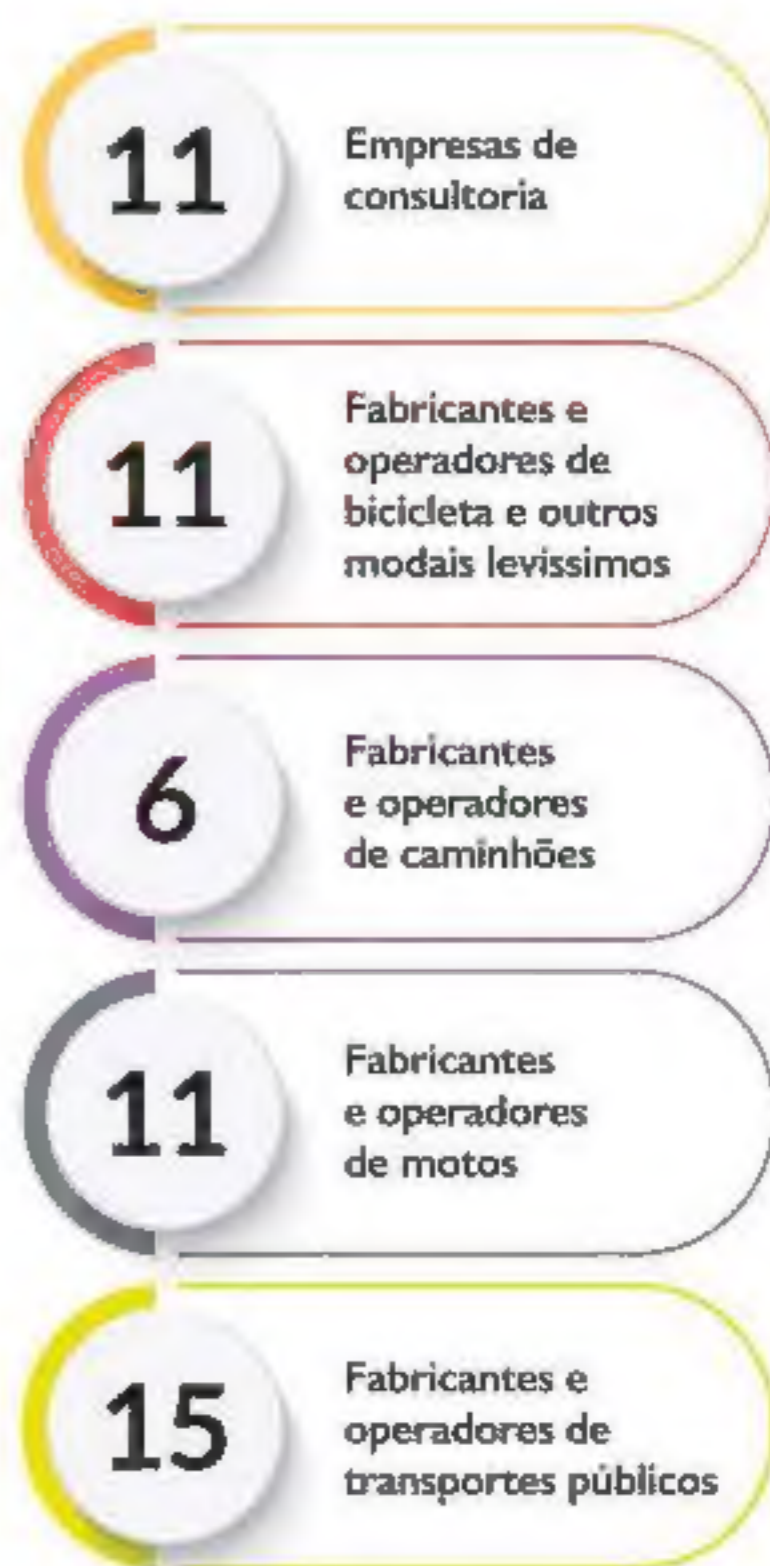 11
Empresas de
consultoria
11
Fabricantes e
operadores de
bicicleta e outros
modais levissimos
6
Fabricantes
e operadores
de caminhões
11
Fabricantes
e operadores
de motos
15
Fabricantes e
operadores de
transportes públicos